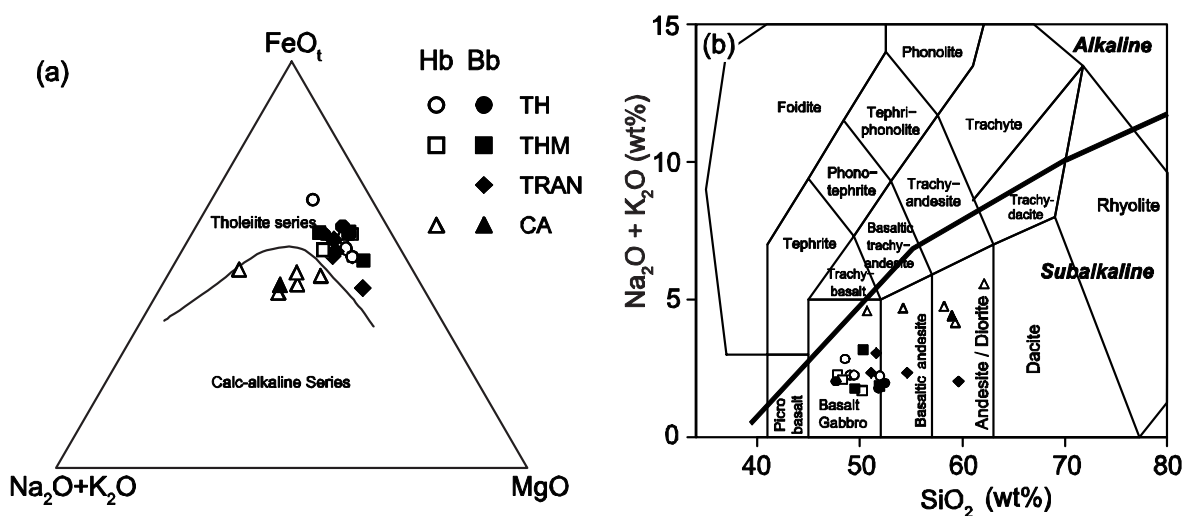 (a)
FeOt
Hb Bb
TH
THM
TRAN
CA
Tholeiite series
Calc-alkaline Series
Na2O+K2O
MgO
(b)
Na2O + K2O (wt%)
15
10
5
0
Alkaline
Phonolite
Foidite
Tephri–
phonolite
Trachyte
Phono–
tephrite
Trachy–
andesite
Trachy–
dacite
Rhyolite
Tephrite
Basaltic
trachy–
andesite
Trachy–
basalt
Subalkaline
Picro
basalt
Basalt
Gabbro
Basaltic andesite
Andesite / Diorite
Dacite
40 50 60 70 80
SiO2 (wt%)